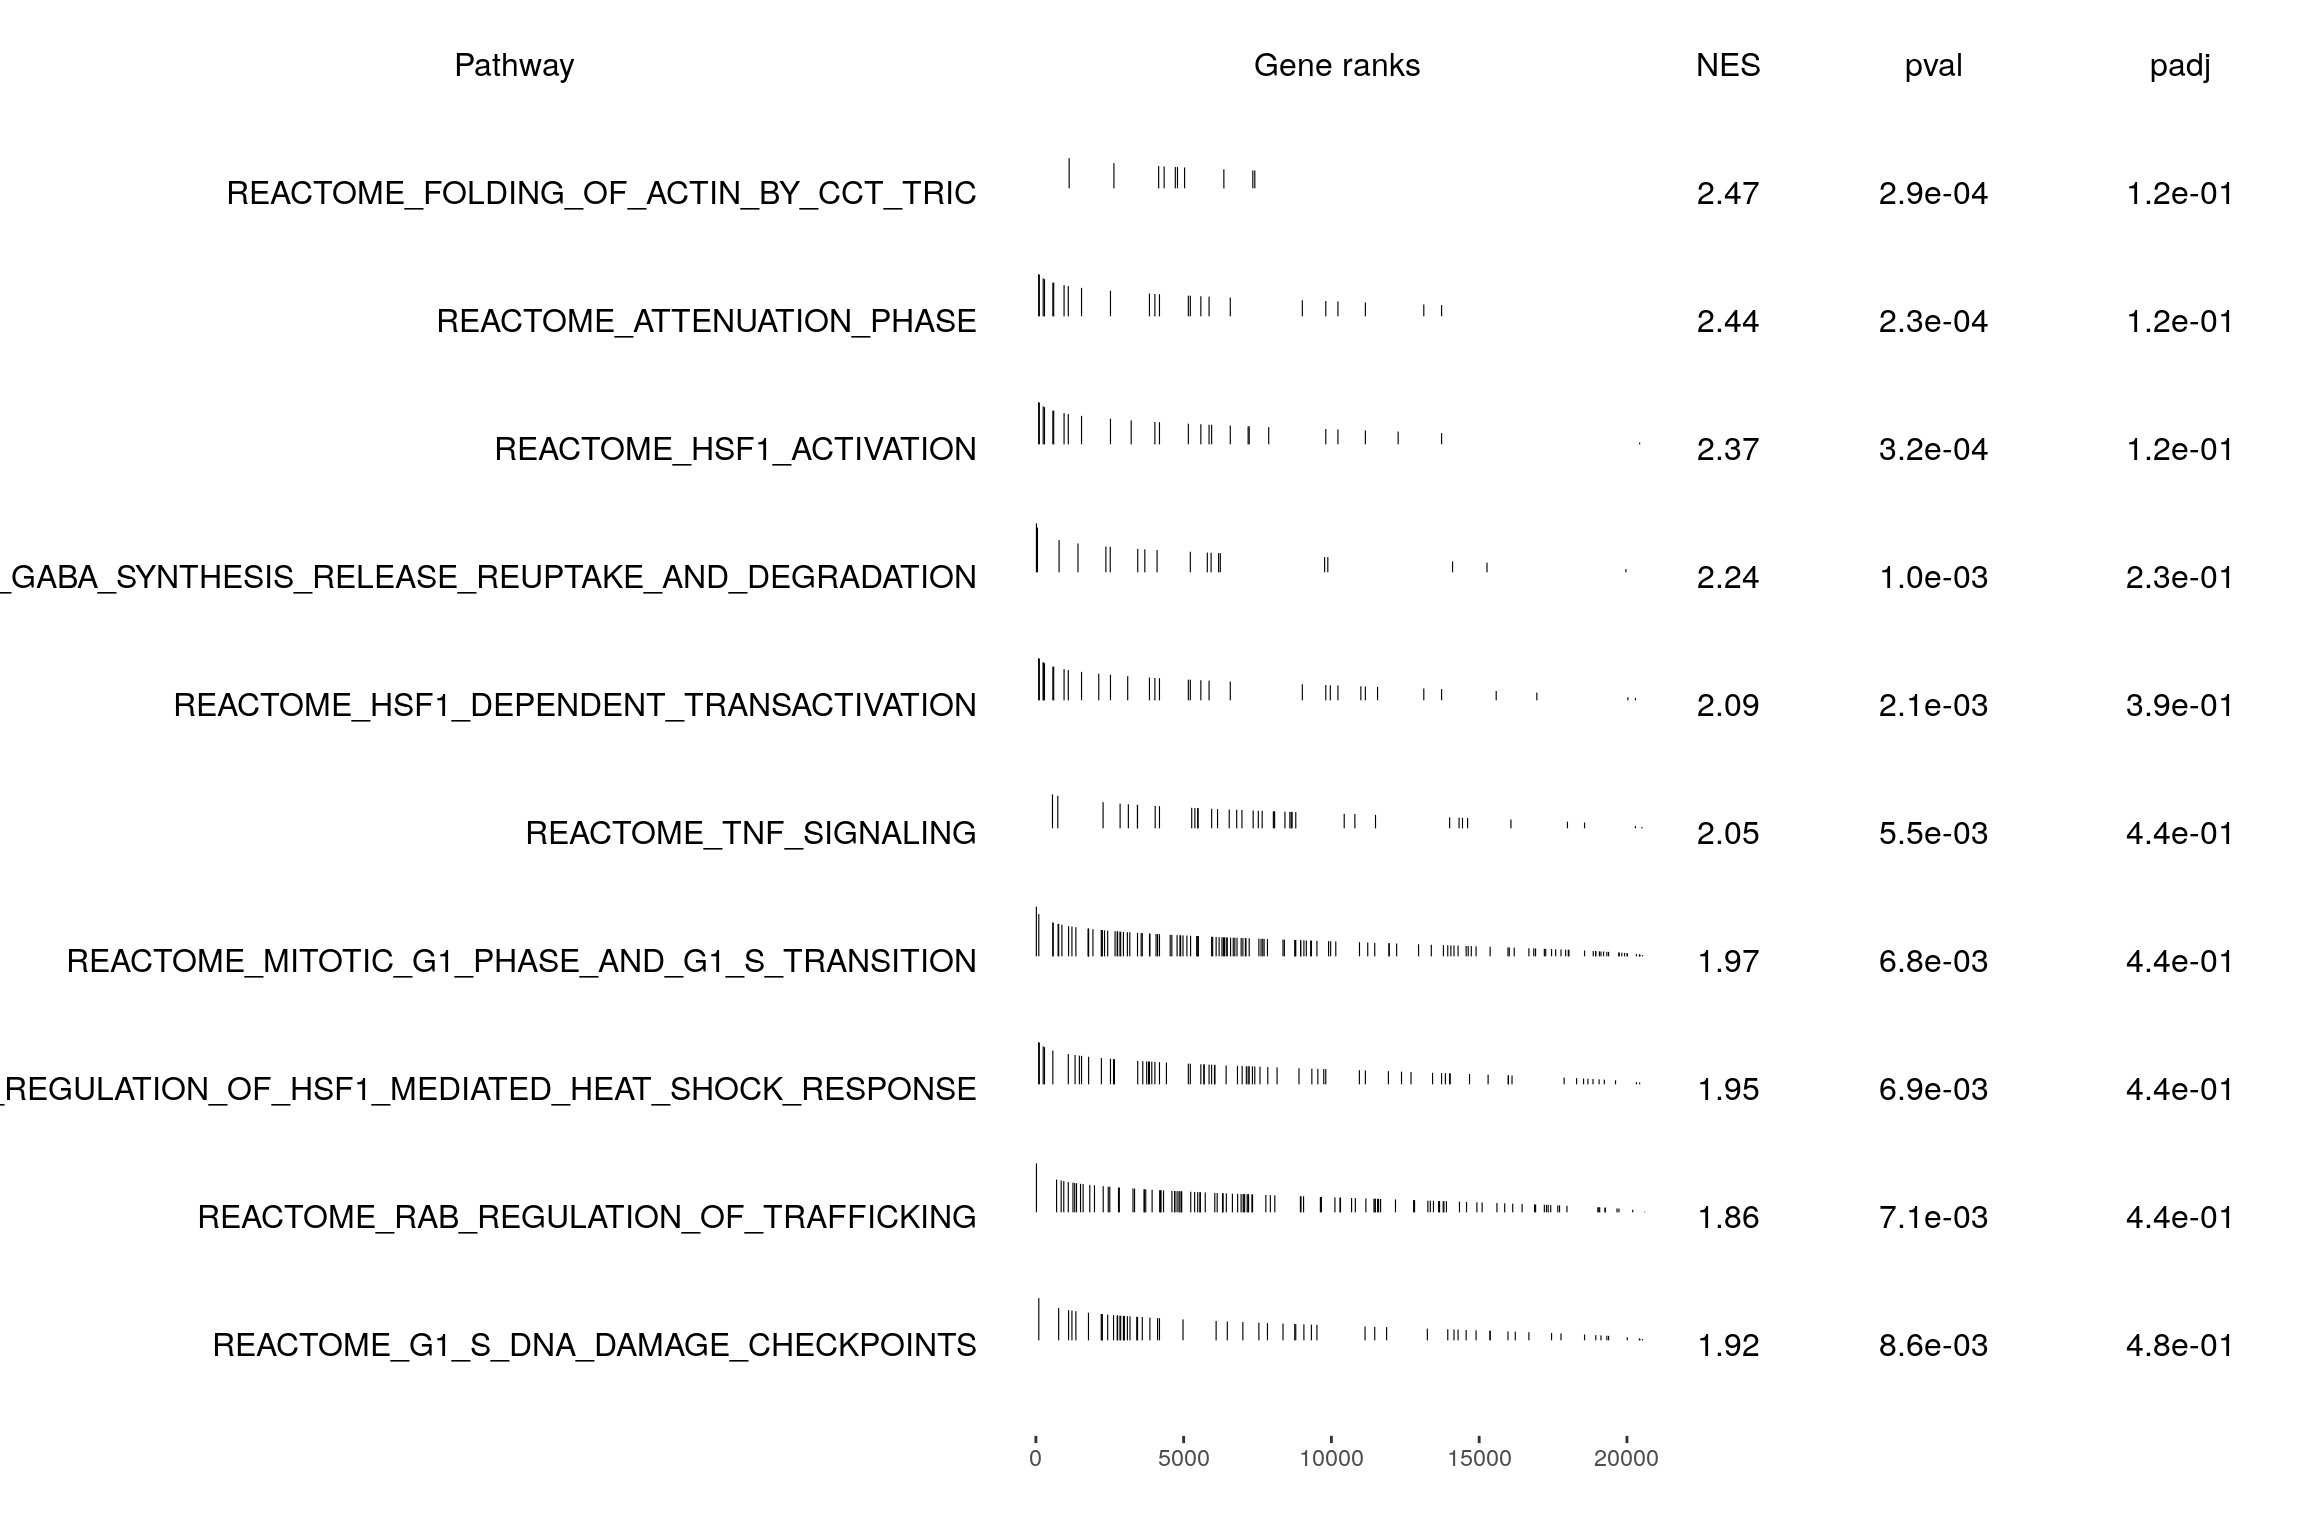 Pathway Gene ranks NES pval padj
REACTOME_FOLDING_OF_ACTIN_BY_CCT_TRIC 2.47 2.9e-04 1.2e-01
REACTOME_ATTENUATION_PHASE 2.44 2.3e-04 1.2e-01
REACTOME_HSF1_ACTIVATION 2.37 3.2e-04 1.2e-01
_GABA_SYNTHESIS_RELEASE_REUPTAKE_AND_DEGRADATION 2.24 1.0e-03 2.3e-01
REACTOME_HSF1_DEPENDENT_TRANSACTIVATION 2.09 2.1e-03 3.9e-01
REACTOME_TNF_SIGNALING 2.05 5.5e-03 4.4e-01
REACTOME_MITOTIC_G1_PHASE_AND_G1_S_TRANSITION 1.97 6.8e-03 4.4e-01
_REGULATION_OF_HSF1_MEDIATED_HEAT_SHOCK_RESPONSE 1.95 6.9e-03 4.4e-01
REACTOME_RAB_REGULATION_OF_TRAFFICKING 1.86 7.1e-03 4.4e-01
REACTOME_G1_S_DNA_DAMAGE_CHECKPOINTS 1.92 8.6e-03 4.8e-01
0 5000 10000 15000 20000